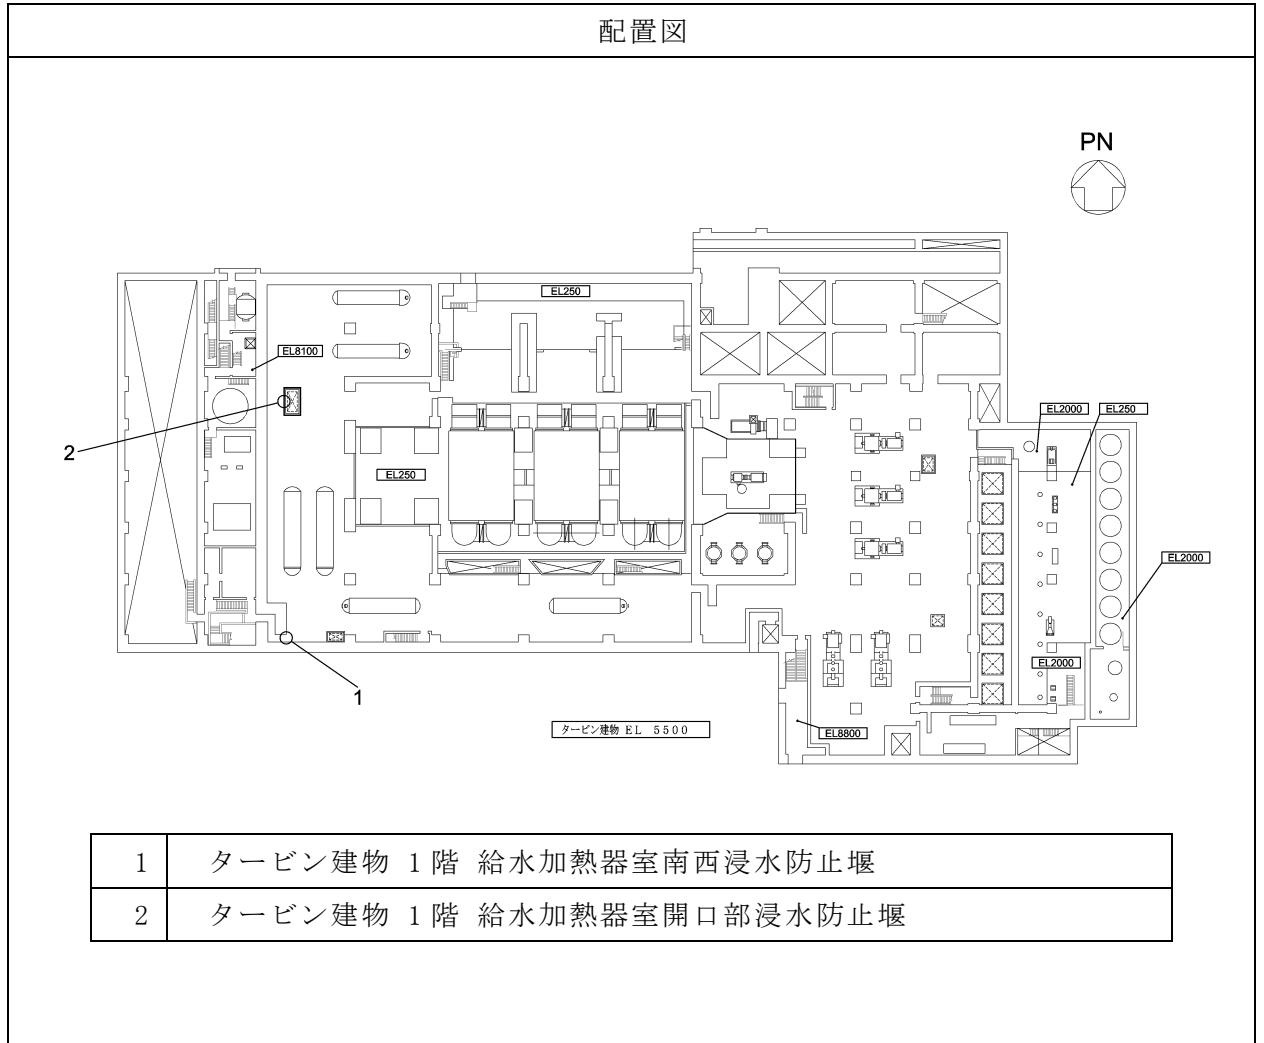 配置図
PN
EL250
EL8100
EL2000
EL250
2
EL250
EL2000
EL2000
1
タービン建物 EL 5500
EL8800
1 タービン建物 1階 給水加熱器室南西浸水防止堰
2 タービン建物 1階 給水加熱器室開口部浸水防止堰